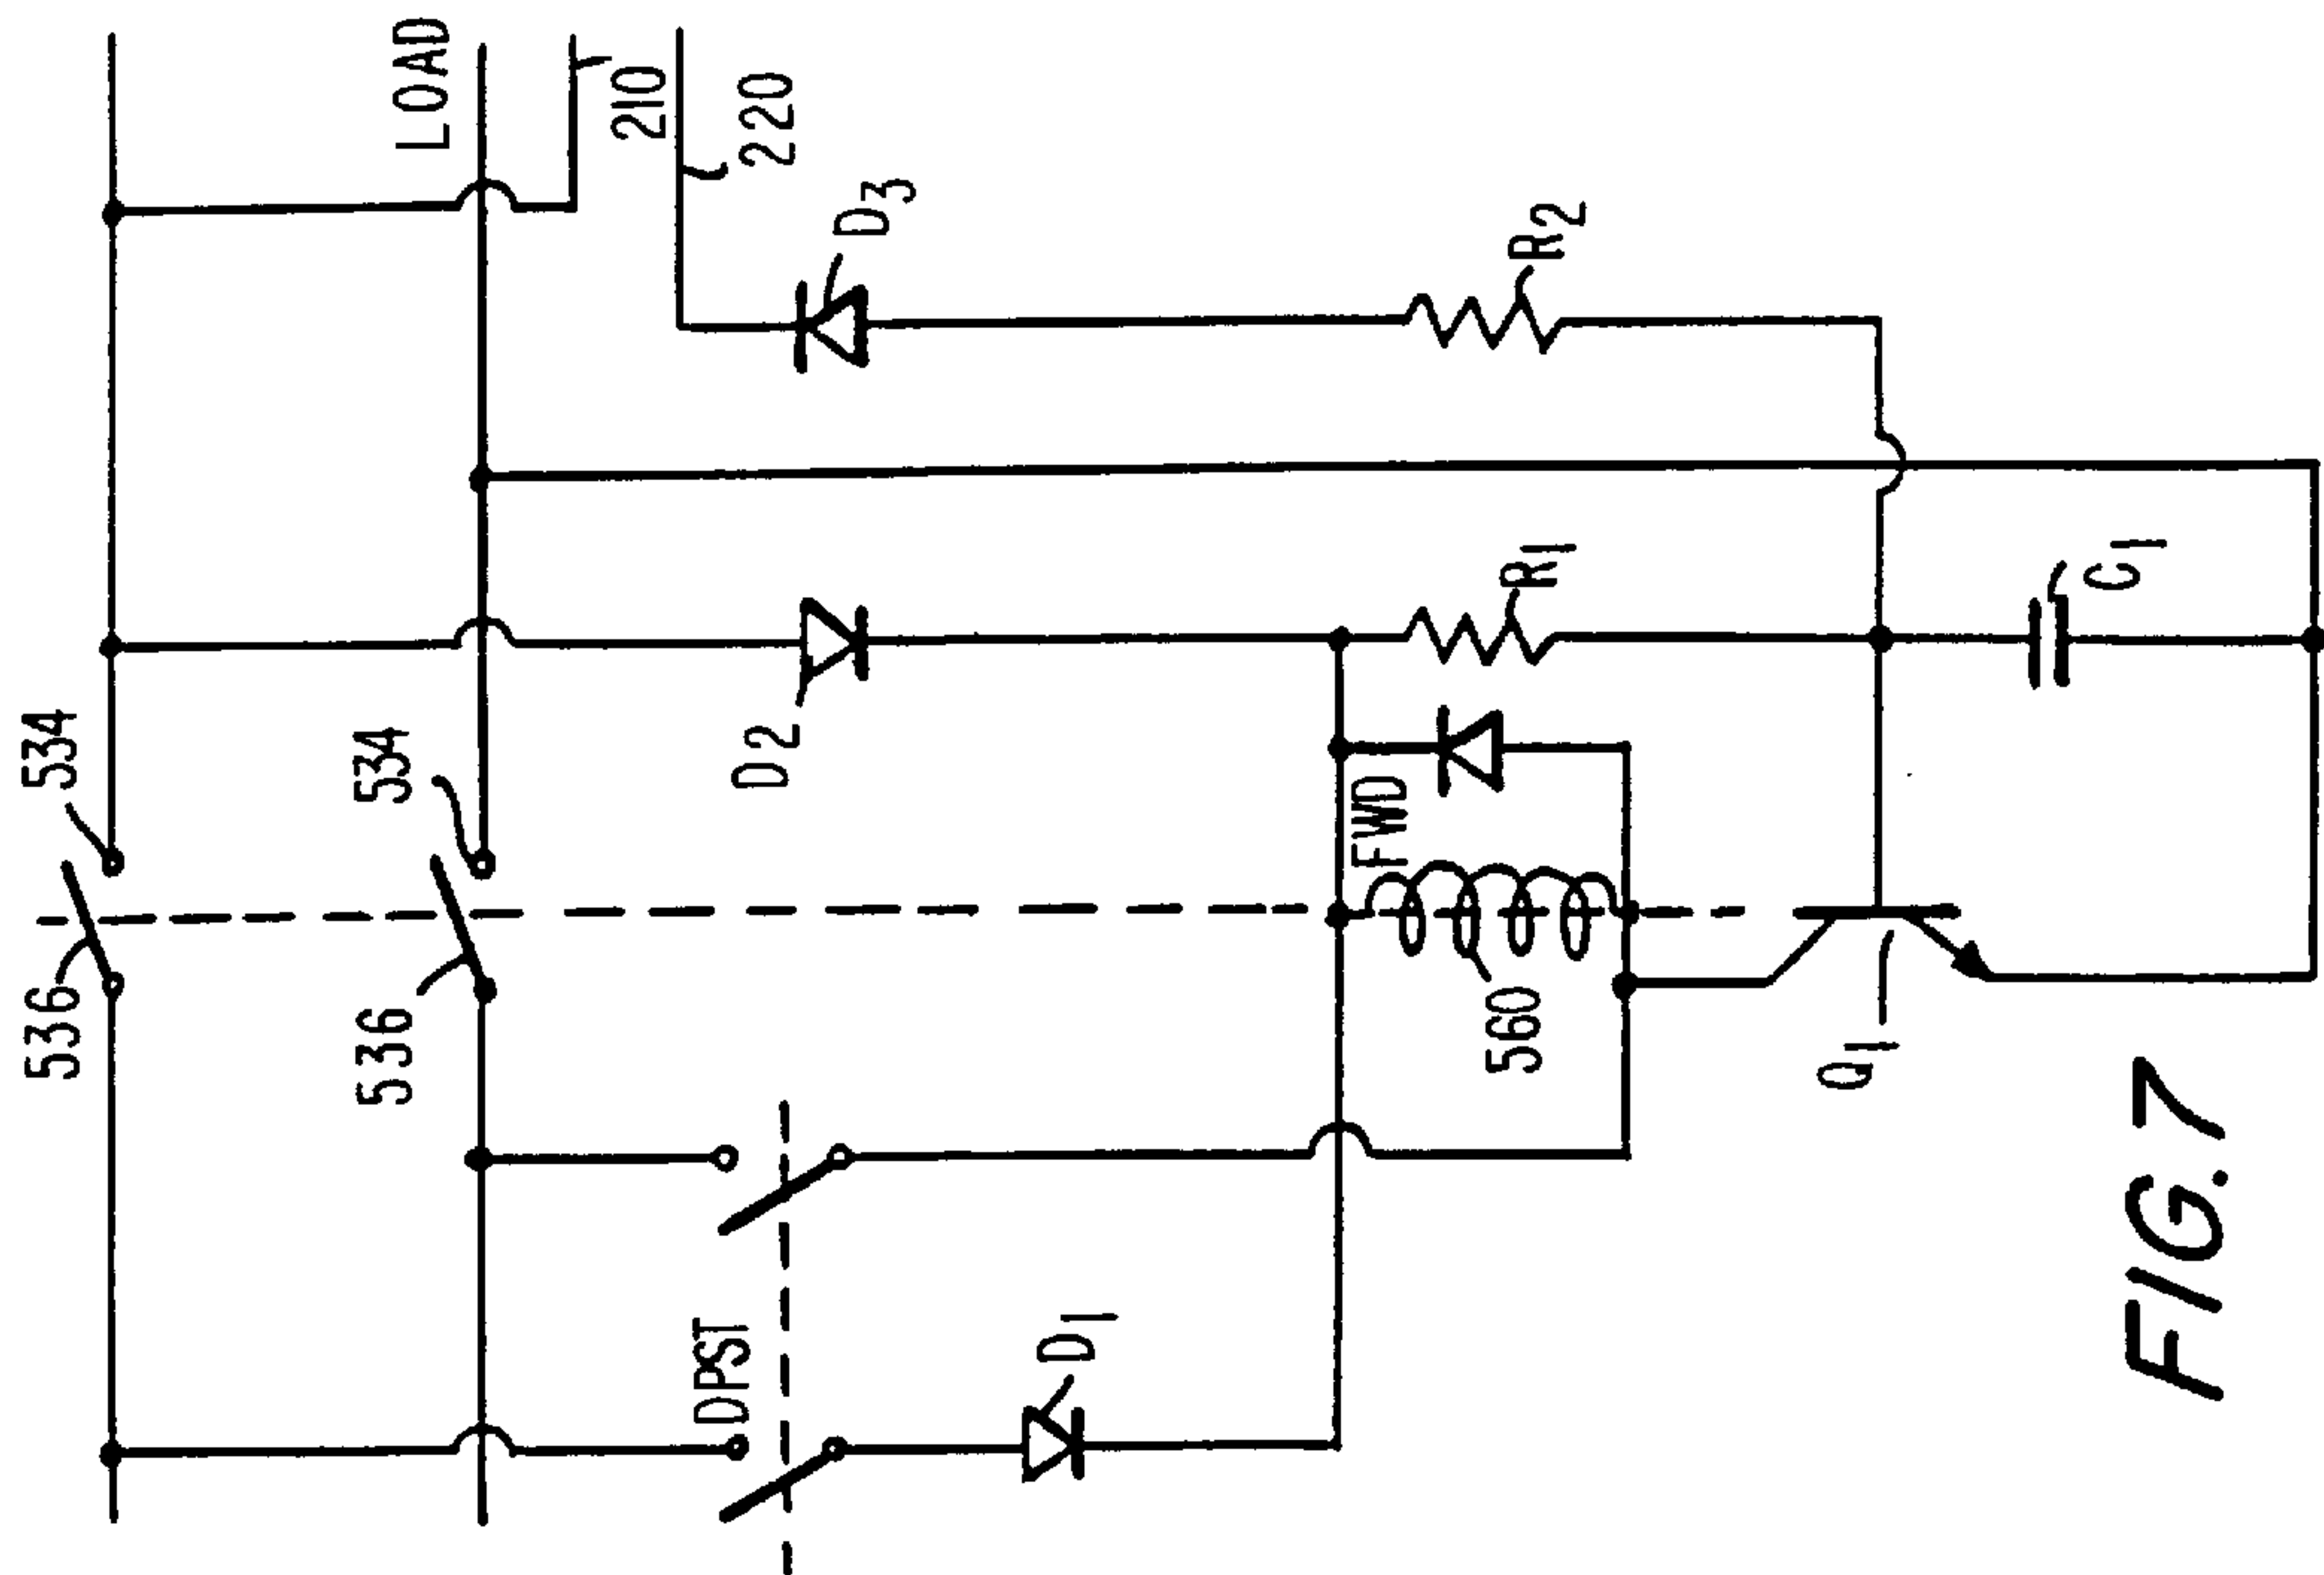 534
536
534
536
LOAD
210
220
D3
R2
D2
R1
C1
FWD
560
Q1
DPST
D1
FIG. 7